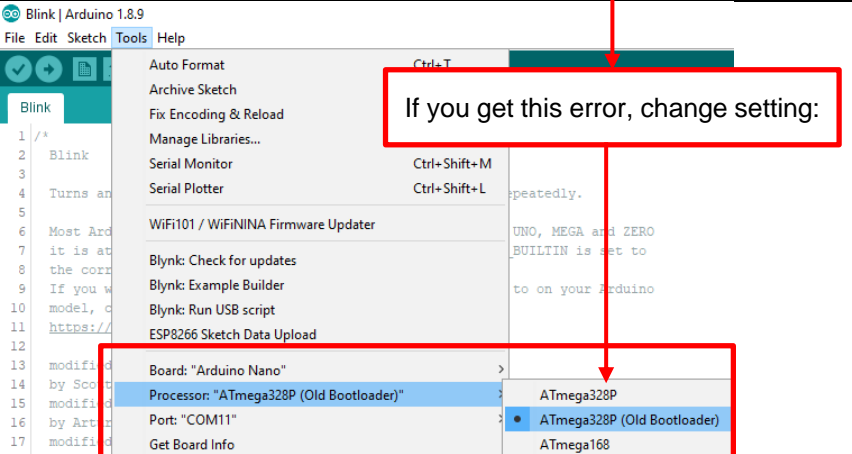 Blink | Arduino 1.8.9
File Edit Sketch Tools Help
Auto Format Ctrl+T
Archive Sketch
If you get this error, change setting:
Blink
Fix Encoding & Reload
Manage Libraries...
Serial Monitor Ctrl+Shift+M
Serial Plotter Ctrl+Shift+L
WiFi101 / WiFiNINA Firmware Updater
Blynk: Check for updates
Blynk: Example Builder
Blynk: Run USB script
ESP8266 Sketch Data Upload
Board: "Arduino Nano"
Processor: "ATmega328P (Old Bootloader)"
Port: "COM11"
Get Board Info
ATmega328P
ATmega328P (Old Bootloader)
ATmega168
1 /*
2 Blink
3
4 Turns an epeatedly.
5
6 Most Ard UNO, MEGA and ZERO
7 it is at _BUILTIN is set to
8 the corr
9 If you w to on your Arduino
10 model, c
11 https://
12
13 modified
14 by Scott
15 modified
16 by Artur
17 modified